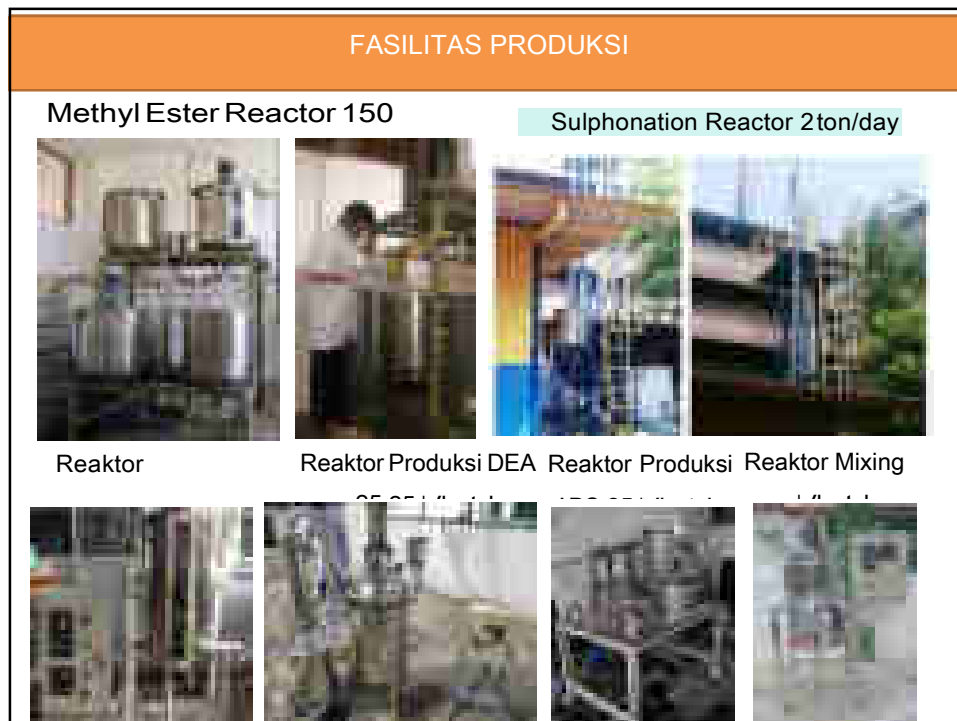 FASILITAS PRODUKSI
Methyl Ester Reactor 150
Sulphonation Reactor 2 ton/day
Reaktor
Reaktor Produksi DEA
Reaktor Produksi
Reaktor Mixing